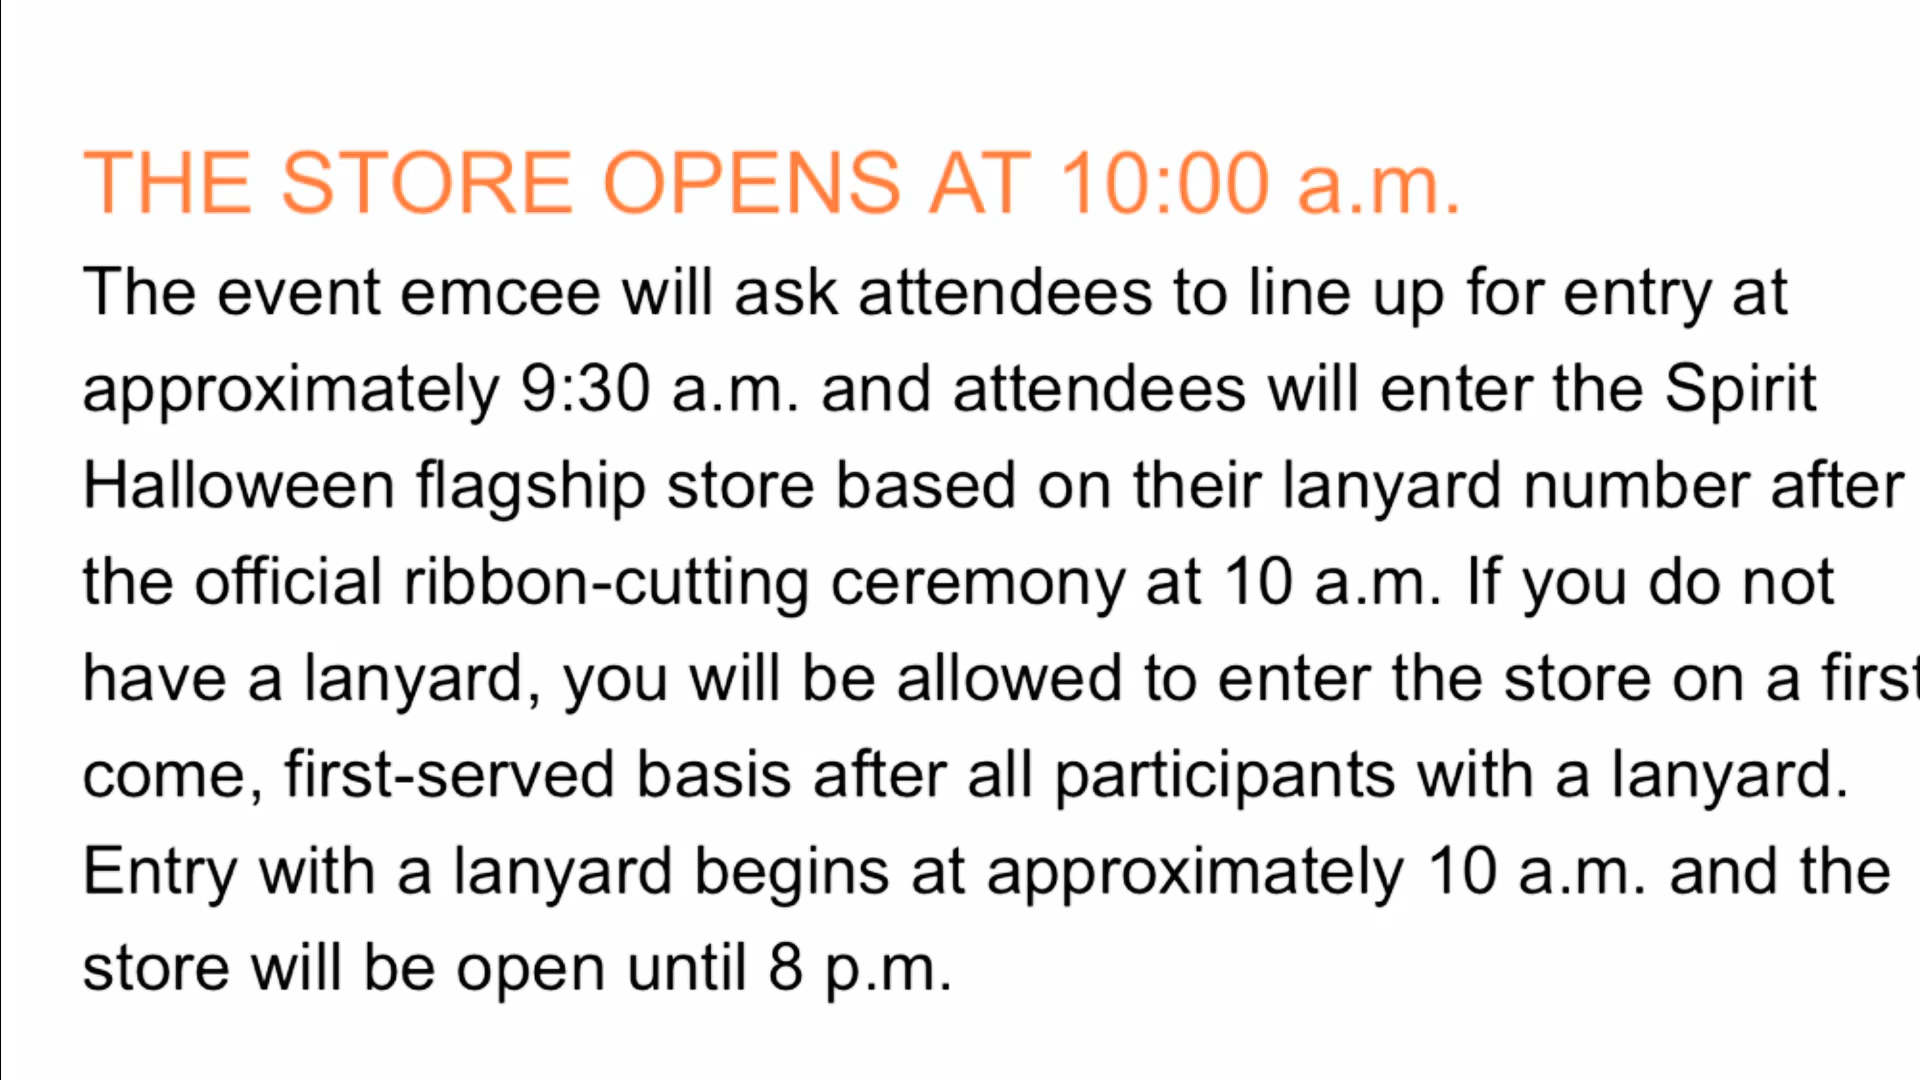 THE STORE OPENS AT 10:00 a.m.
The event emcee will ask attendees to line up for entry at
approximately 9:30 a.m. and attendees will enter the Spirit
Halloween flagship store based on their lanyard number after
the official ribbon-cutting ceremony at 10 a.m. If you do not
have a lanyard, you will be allowed to enter the store on a first
come, first-served basis after all participants with a lanyard.
Entry with a lanyard begins at approximately 10 a.m. and the
store will be open until 8 p.m.